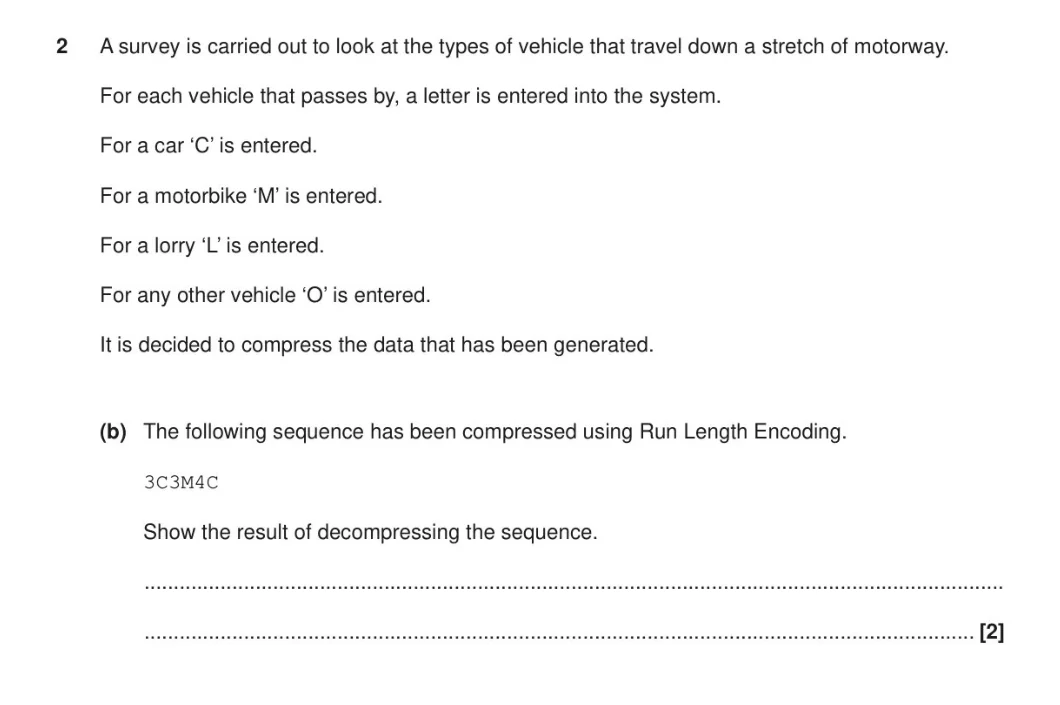 2 A survey is carried out to look at the types of vehicle that travel down a stretch of motorway.
For each vehicle that passes by, a letter is entered into the system.
For a car ‘C’ is entered.
For a motorbike ‘M’ is entered.
For a lorry ‘L’ is entered.
For any other vehicle ‘O’ is entered.
It is decided to compress the data that has been generated.
(b) The following sequence has been compressed using Run Length Encoding.
3C3M4C
Show the result of decompressing the sequence.
[2]